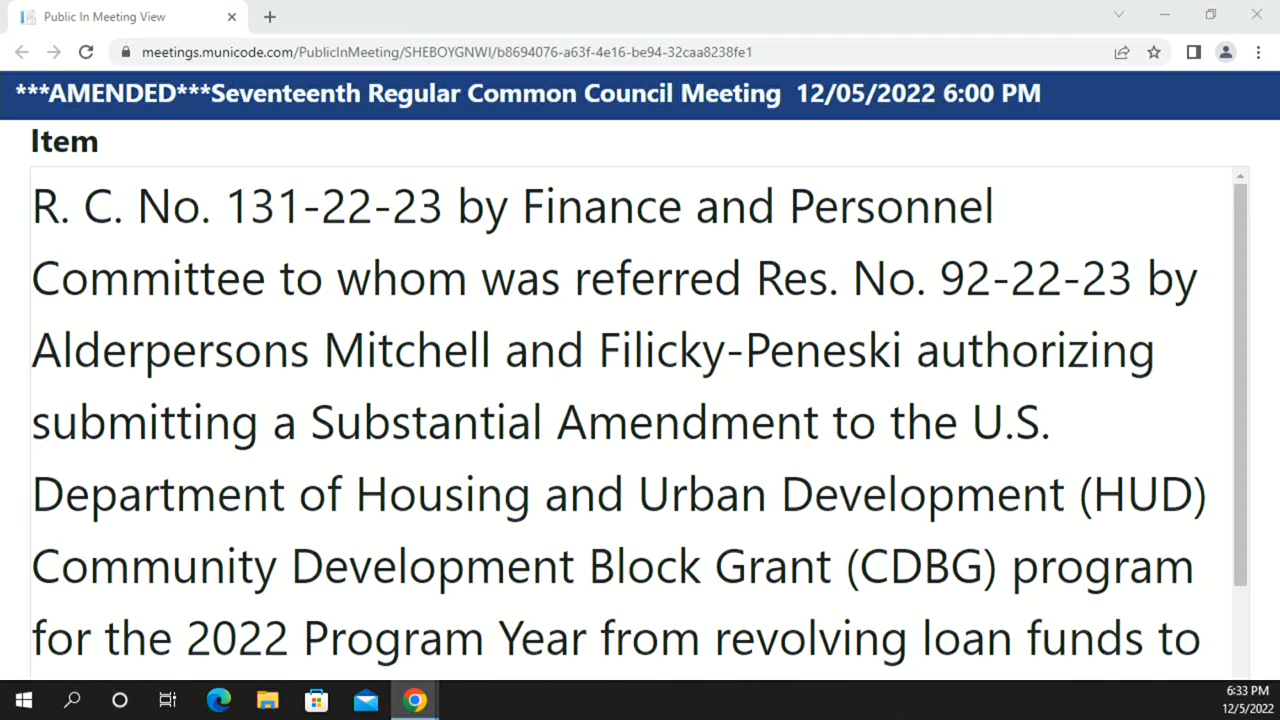 Public In Meeting View
meetings.municode.com/PublicInMeeting/SHEBOYGNWI/b8694076-a63f-4e16-be94-32caa8238fe1
***AMENDED***Seventeenth Regular Common Council Meeting 12/05/2022 6:00 PM
Item
R. C. No. 131-22-23 by Finance and Personnel
Committee to whom was referred Res. No. 92-22-23 by
Alderpersons Mitchell and Filicky-Peneski authorizing
submitting a Substantial Amendment to the U.S.
Department of Housing and Urban Development (HUD)
Community Development Block Grant (CDBG) program
for the 2022 Program Year from revolving loan funds to
6:33 PM
12/5/2022